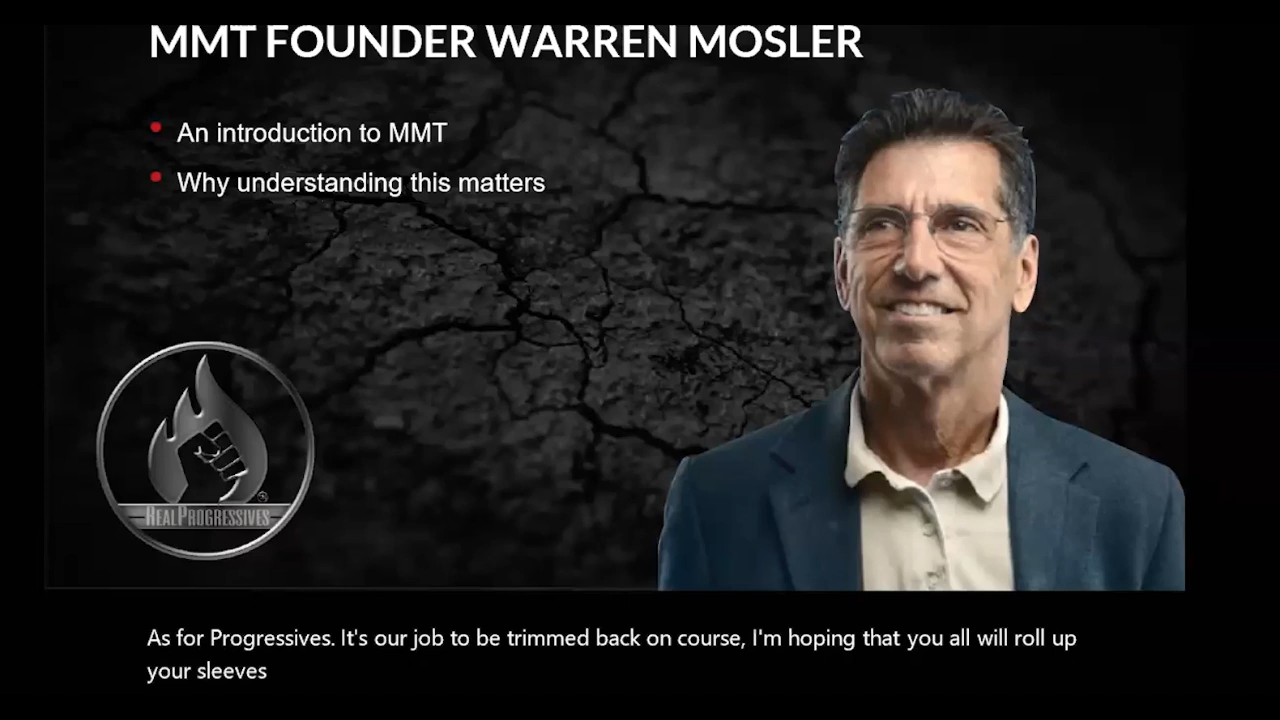 MMT FOUNDER WARREN MOSLER
An introduction to MMT
Why understanding this matters
REALPROGRESSIVES
As for Progressives. It's our job to be trimmed back on course, I'm hoping that you all will roll up
your sleeves